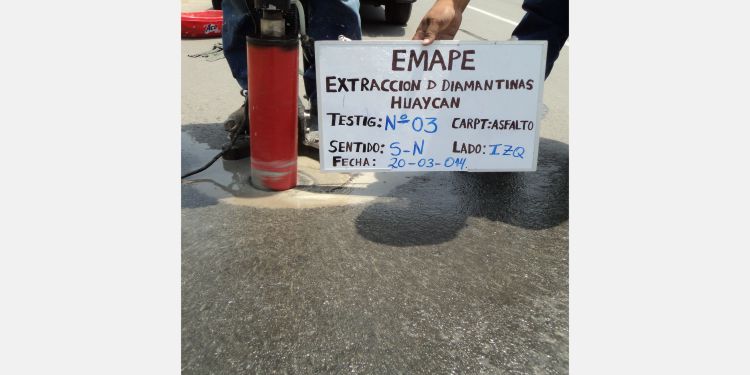 EMAPE
EXTRACCION D DIAMANTINAS
HUAYCAN
TESTIG: Nº 03 CARPT: ASFALTO
SENTIDO: S-N LADO: IZQ
FECHA: 20-03-014.